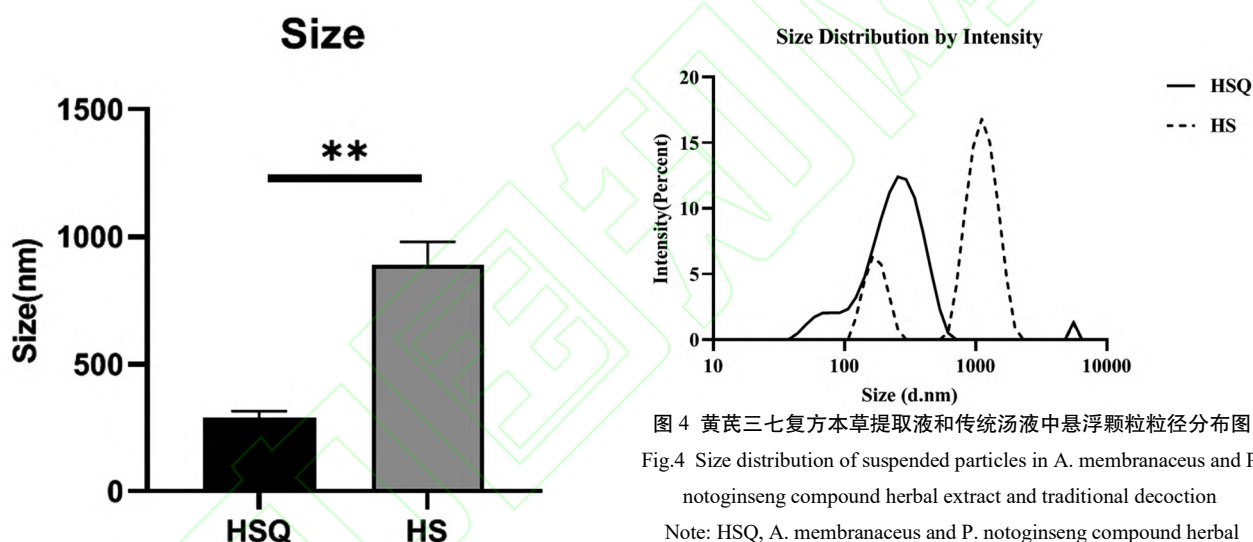 Size
1500
1000
500
0
Size(nm)
**
HSQ
HS
Size Distribution by Intensity
20
15
10
5
0
Intensity(Percent)
10
100
1000
10000
Size (d.nm)
HSQ
HS
图 4 黄芪三七复方本草提取液和传统汤液中悬浮颗粒粒径分布图
Fig.4 Size distribution of suspended particles in A. membranaceus and P
notoginseng compound herbal extract and traditional decoction
Note: HSQ, A. membranaceus and P. notoginseng compound herbal